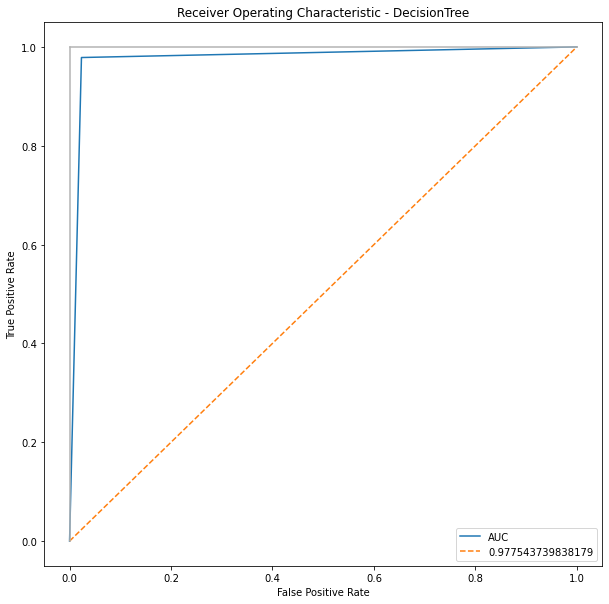 Receiver Operating Characteristic - DecisionTree
True Positive Rate
1.0
0.8
0.6
0.4
0.2
0.0
AUC
0.977543739838179
0.0 0.2 0.4 0.6 0.8 1.0
False Positive Rate